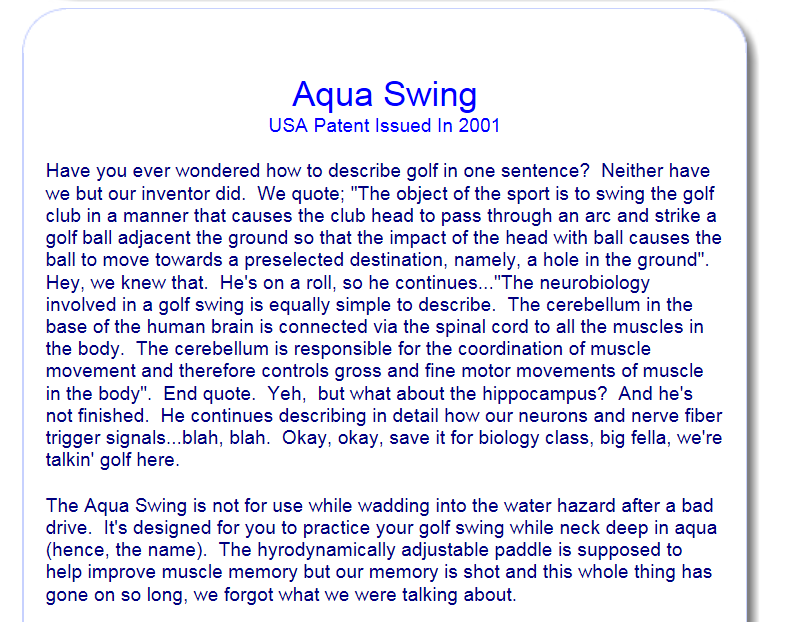 Aqua Swing
USA Patent Issued In 2001
Have you ever wondered how to describe golf in one sentence?  Neither have
we but our inventor did.  We quote; "The object of the sport is to swing the golf
club in a manner that causes the club head to pass through an arc and strike a
golf ball adjacent the ground so that the impact of the head with ball causes the
ball to move towards a preselected destination, namely, a hole in the ground".
Hey, we knew that.  He's on a roll, so he continues..."The neurobiology
involved in a golf swing is equally simple to describe.  The cerebellum in the
base of the human brain is connected via the spinal cord to all the muscles in
the body.  The cerebellum is responsible for the coordination of muscle
movement and therefore controls gross and fine motor movements of muscle
in the body".  End quote.  Yeh,  but what about the hippocampus?  And he's
not finished.  He continues describing in detail how our neurons and nerve fiber
trigger signals...blah, blah.  Okay, okay, save it for biology class, big fella, we're
talkin' golf here.
The Aqua Swing is not for use while wadding into the water hazard after a bad
drive.  It's designed for you to practice your golf swing while neck deep in aqua
(hence, the name).  The hyrodynamically adjustable paddle is supposed to
help improve muscle memory but our memory is shot and this whole thing has
gone on so long, we forgot what we were talking about.